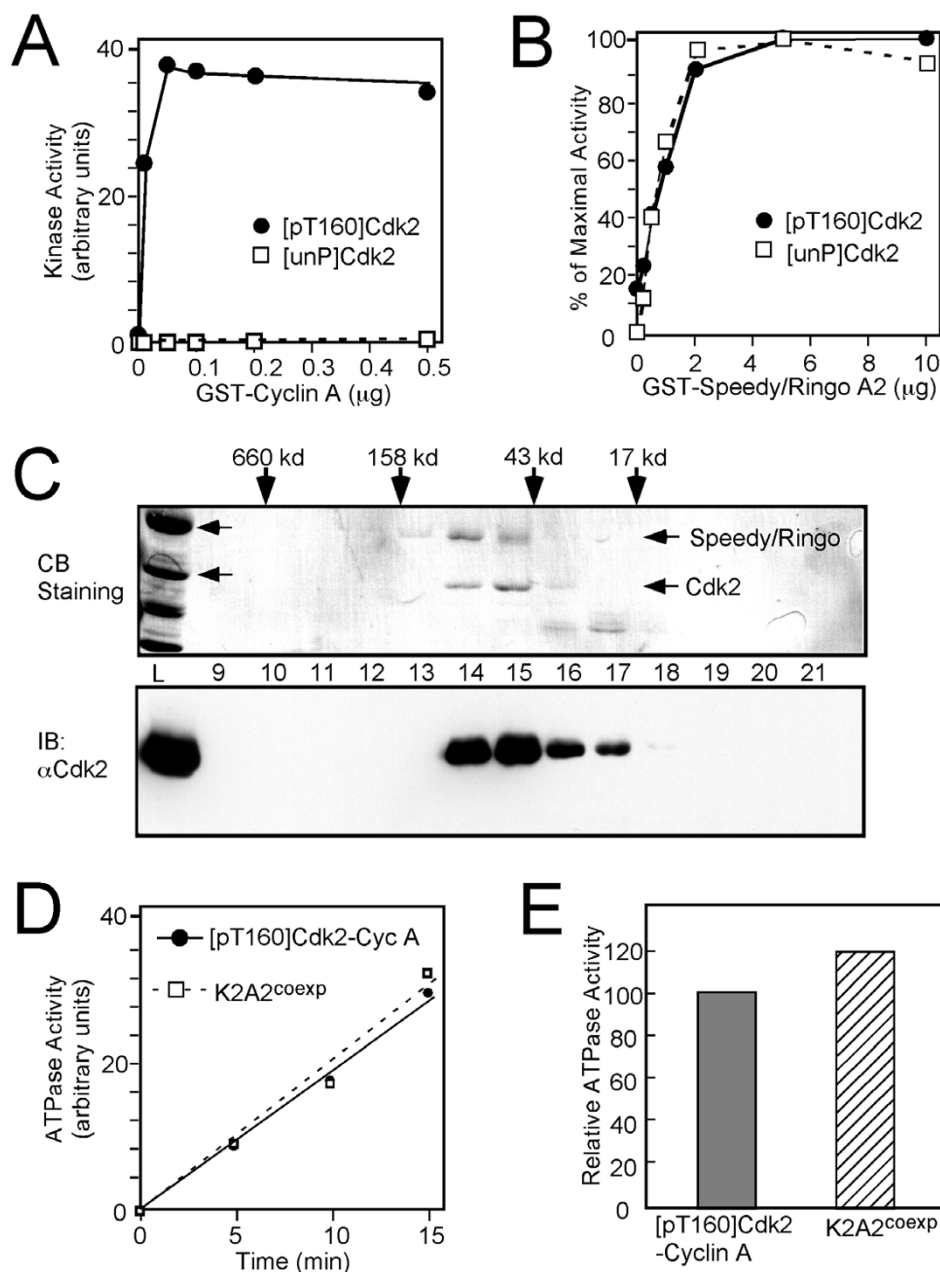 A
Kinase Activity
(arbitrary units)
40
20
0
[pT160]Cdk2
[unP]Cdk2
0 0.1 0.2 0.3 0.4 0.5
GST-Cyclin A (μg)
B
% of Maximal Activity
100
80
60
40
20
0
[pT160]Cdk2
[unP]Cdk2
0 2 4 6 8 10
GST-Speedy/Ringo A2 (μg)
C
660 kd 158 kd 43 kd 17 kd
CB
Staining
Speedy/Ringo
Cdk2
L 9 10 11 12 13 14 15 16 17 18 19 20 21
IB:
αCdk2
D
ATPase Activity
(arbitrary units)
40
20
0
[pT160]Cdk2-Cyc A
K2A2coexp
0 5 10 15
Time (min)
E
Relative ATPase Activity
120
100
80
60
40
20
0
[pT160]Cdk2
-Cyclin A
K2A2coexp